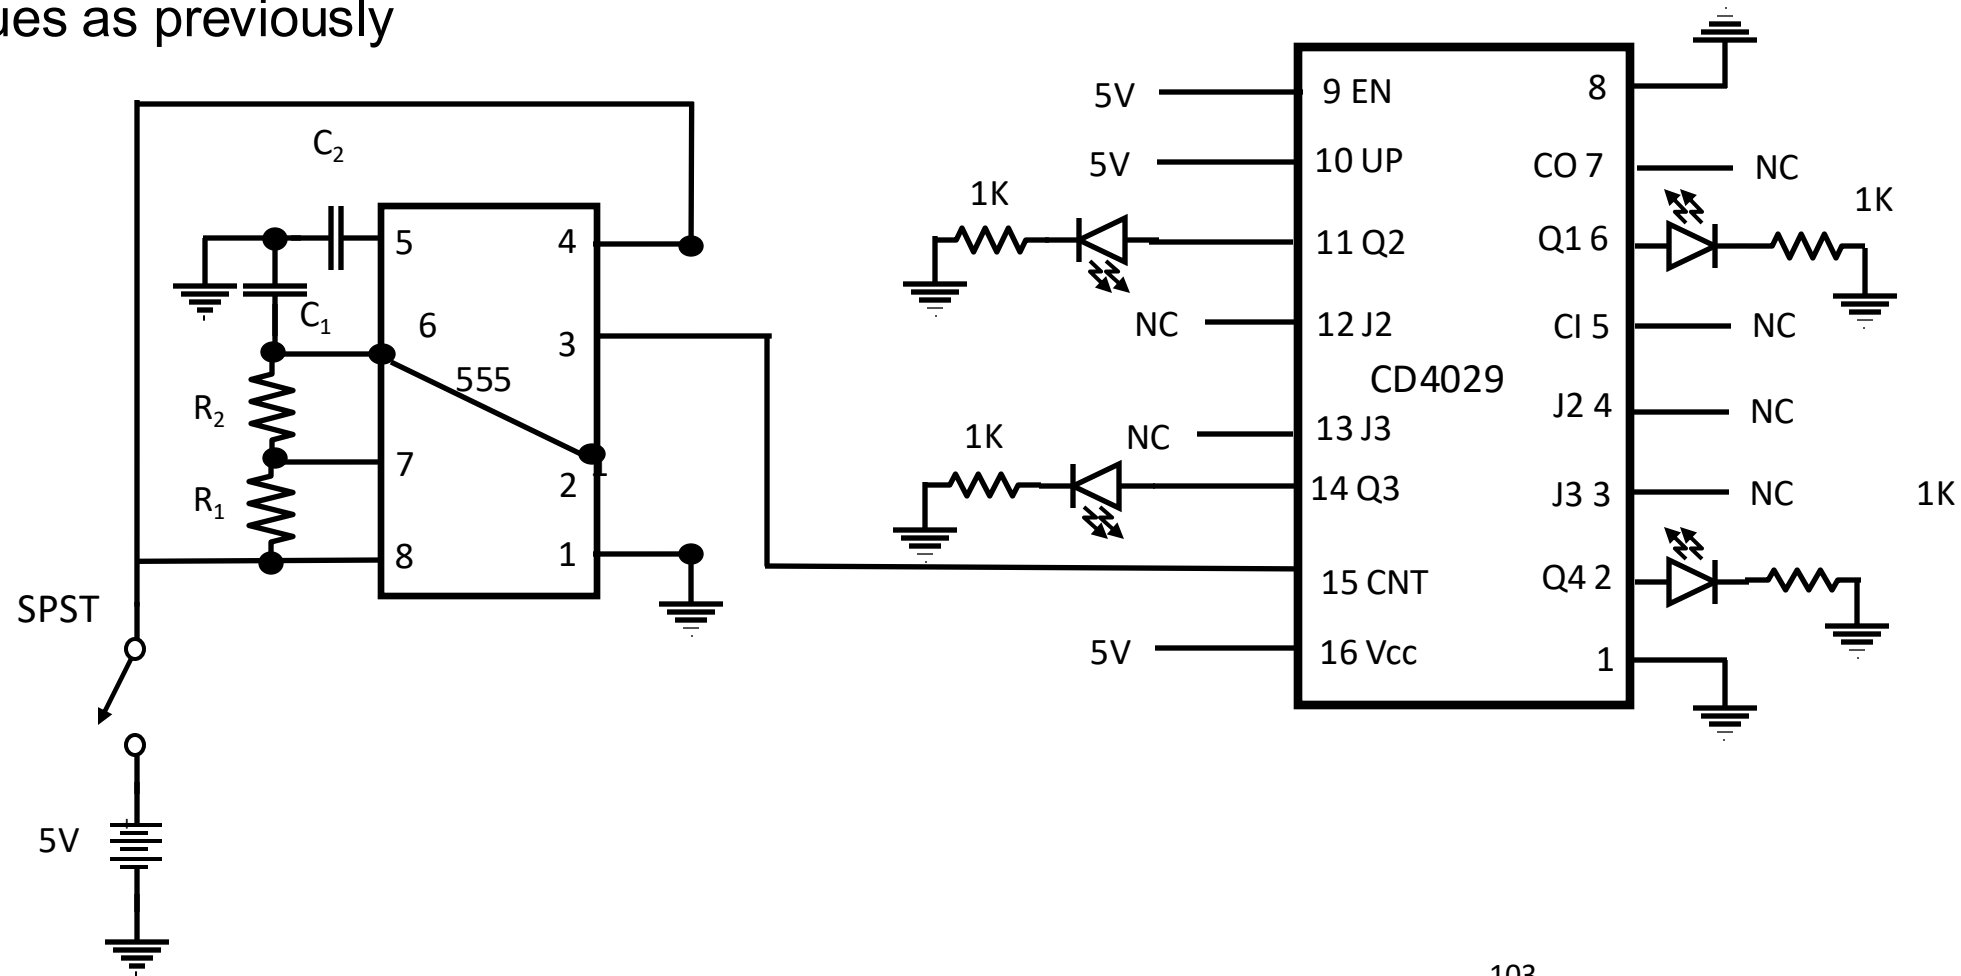 ues as previously
C2
5
4
C1
6
3
555
R2
7
2
R1
8
1
SPST
5V
5V
9 EN
8
5V
10 UP
CO 7
NC
1K
11 Q2
Q1 6
1K
NC
12 J2
CI 5
NC
CD4029
J2 4
NC
1K
NC
13 J3
14 Q3
J3 3
NC
1K
15 CNT
Q4 2
5V
16 Vcc
1
103